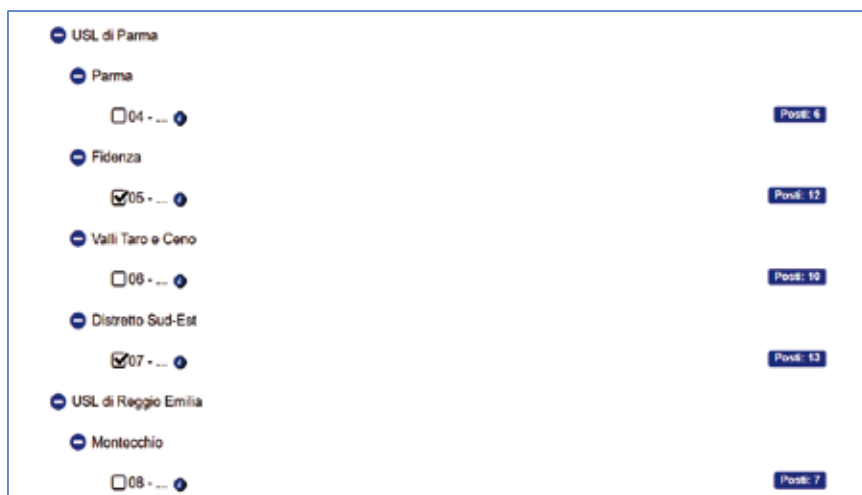 USL di Parma
Parma
04 - ... Posti: 6
Fidenza
05 - ... Posti: 12
Valli Taro e Ceno
06 - ... Posti: 10
Distretto Sud-Est
07 - ... Posti: 13
USL di Reggio Emilia
Montecchio
08 - ... Posti: 7